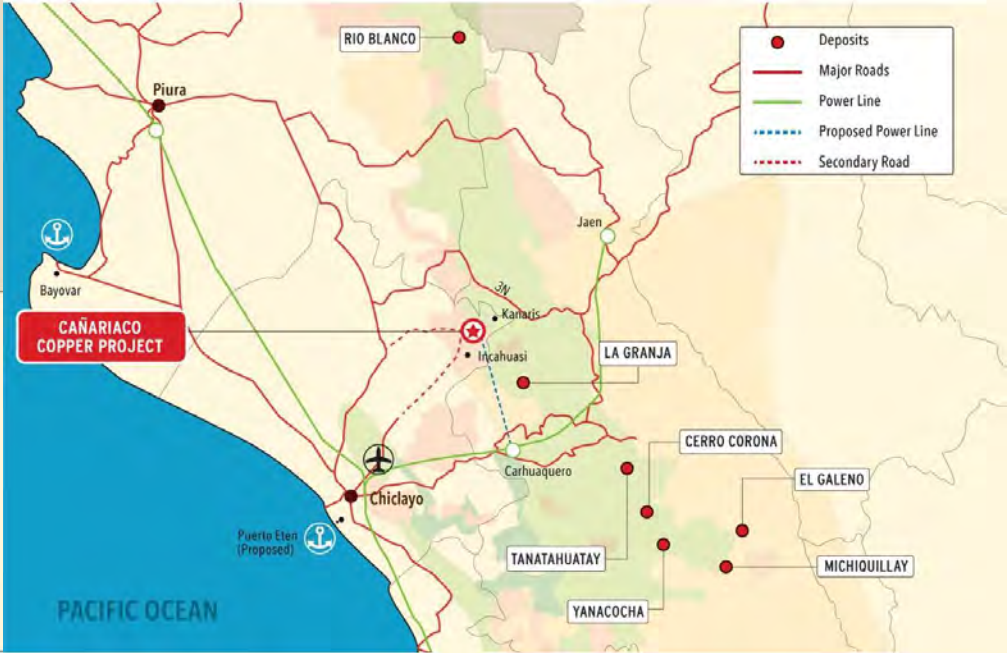 RIO BLANCO
Deposits
Major Roads
Power Line
Proposed Power Line
Secondary Road
Piura
Jaen
Bayovar
3N
Kanaris
CAÑARIACO
COPPER PROJECT
Incahuasi
LA GRANJA
CERRO CORONA
Carhuaquero
EL GALENO
Chiclayo
Puerto Eten
(Proposed)
TANATAHUATAY
MICHIQUILLAY
YANACOCHA
PACIFIC OCEAN